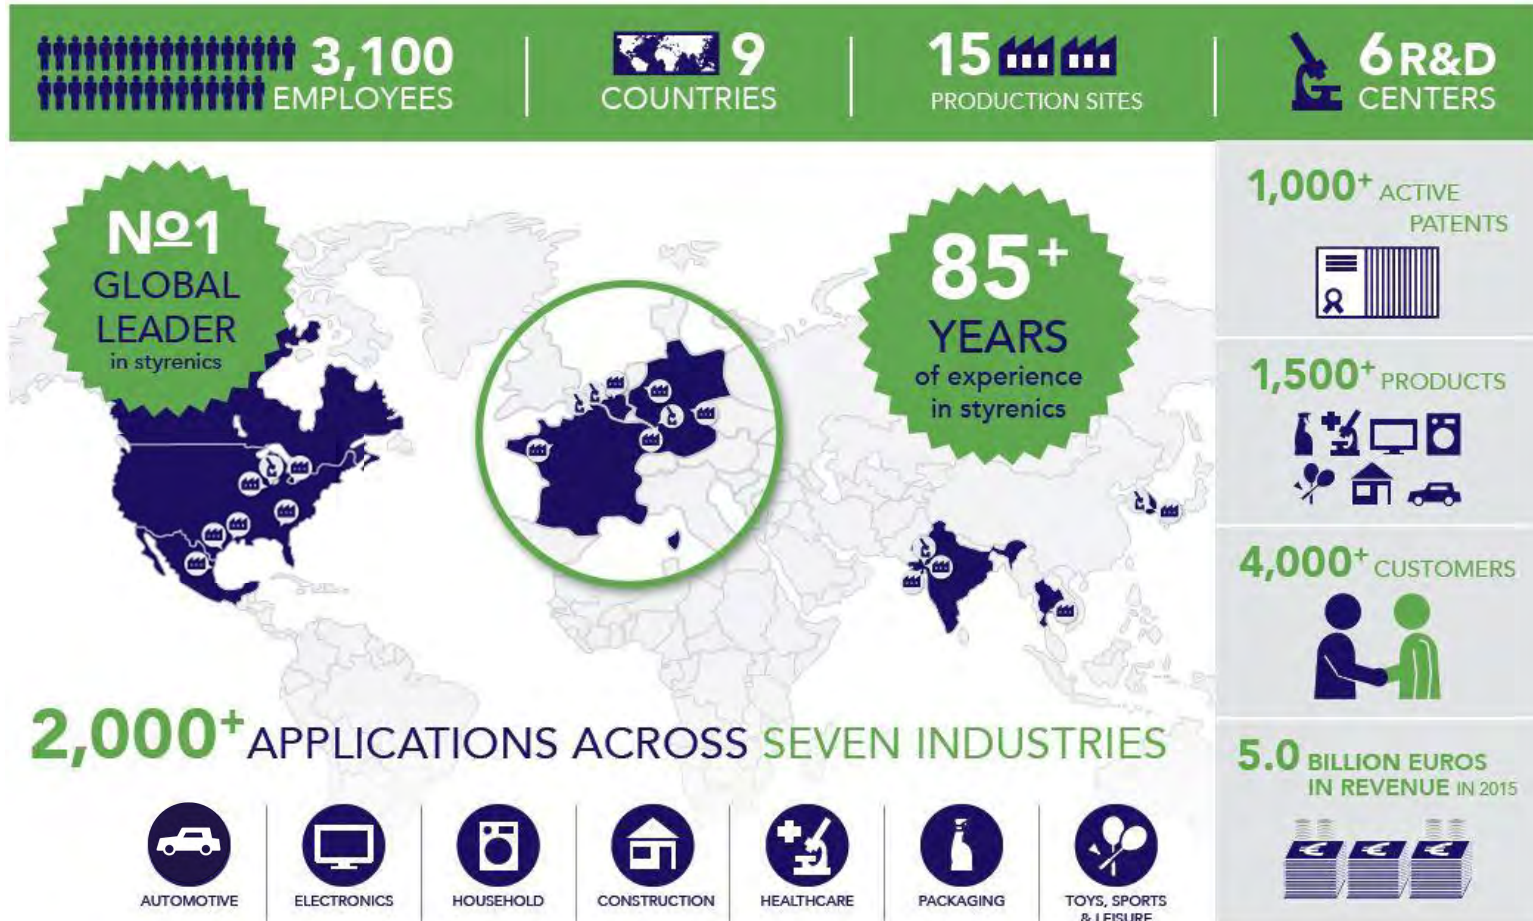 3,100
EMPLOYEES
9
COUNTRIES
15
PRODUCTION SITES
6 R&D
CENTERS
Nº1
GLOBAL
LEADER
in styrenics
85+
YEARS
of experience
in styrenics
1,000+ ACTIVE
PATENTS
1,500+ PRODUCTS
4,000+ CUSTOMERS
5.0 BILLION EUROS
IN REVENUE IN 2015
2,000+ APPLICATIONS ACROSS SEVEN INDUSTRIES
AUTOMOTIVE
ELECTRONICS
HOUSEHOLD
CONSTRUCTION
HEALTHCARE
PACKAGING
TOYS, SPORTS
& LEISURE